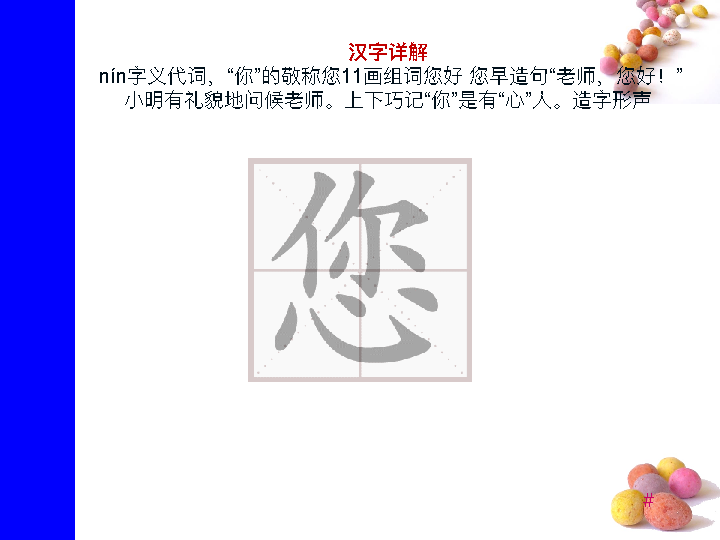 汉字详解
nín字义代词，“你”的敬称您11画组词您好 您早造句“老师，您好！”
小明有礼貌地问候老师。上下巧记“你”是有“心”人。造字形声
您
#